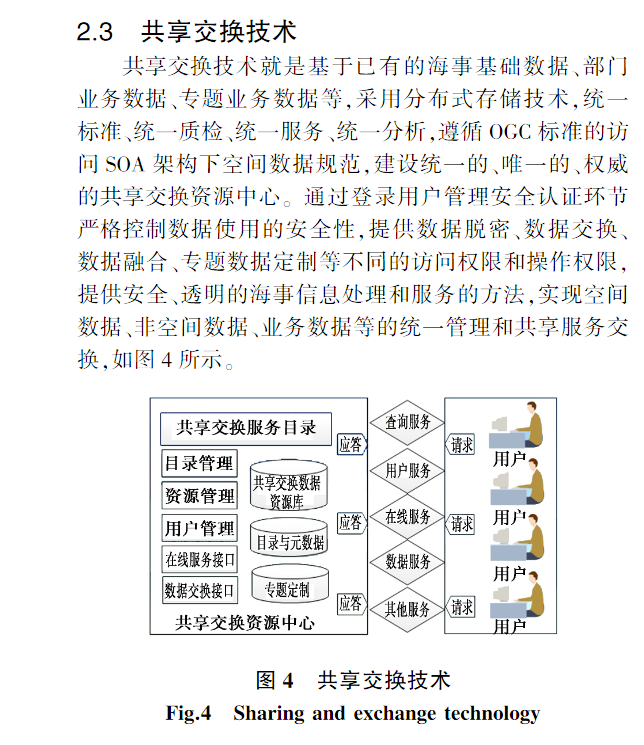 2.3 共享交换技术
共享交换技术就是基于已有的海事基础数据、部门
业务数据、专题业务数据等,采用分布式存储技术,统一
标准、统一质检、统一服务、统一分析,遵循 OGC 标准的访
问 SOA 架构下空间数据规范,建设统一的、唯一的、权威
的共享交换资源中心。通过登录用户管理安全认证环节
严格控制数据使用的安全性,提供数据脱密、数据交换、
数据融合、专题数据定制等不同的访问权限和操作权限,
提供安全、透明的海事信息处理和服务的方法,实现空间
数据、非空间数据、业务数据等的统一管理和共享服务交
换,如图 4 所示。
共享交换服务目录
目录管理
资源管理
用户管理
在线服务接口
数据交换接口
共享交换数据
资源库
目录与元数据
专题定制
共享交换资源中心
应答
应答
应答
查询服务
用户服务
在线服务
数据服务
其他服务
请求
请求
请求
用户
用户
用户
用户
图 4 共享交换技术
Fig.4 Sharing and exchange technology